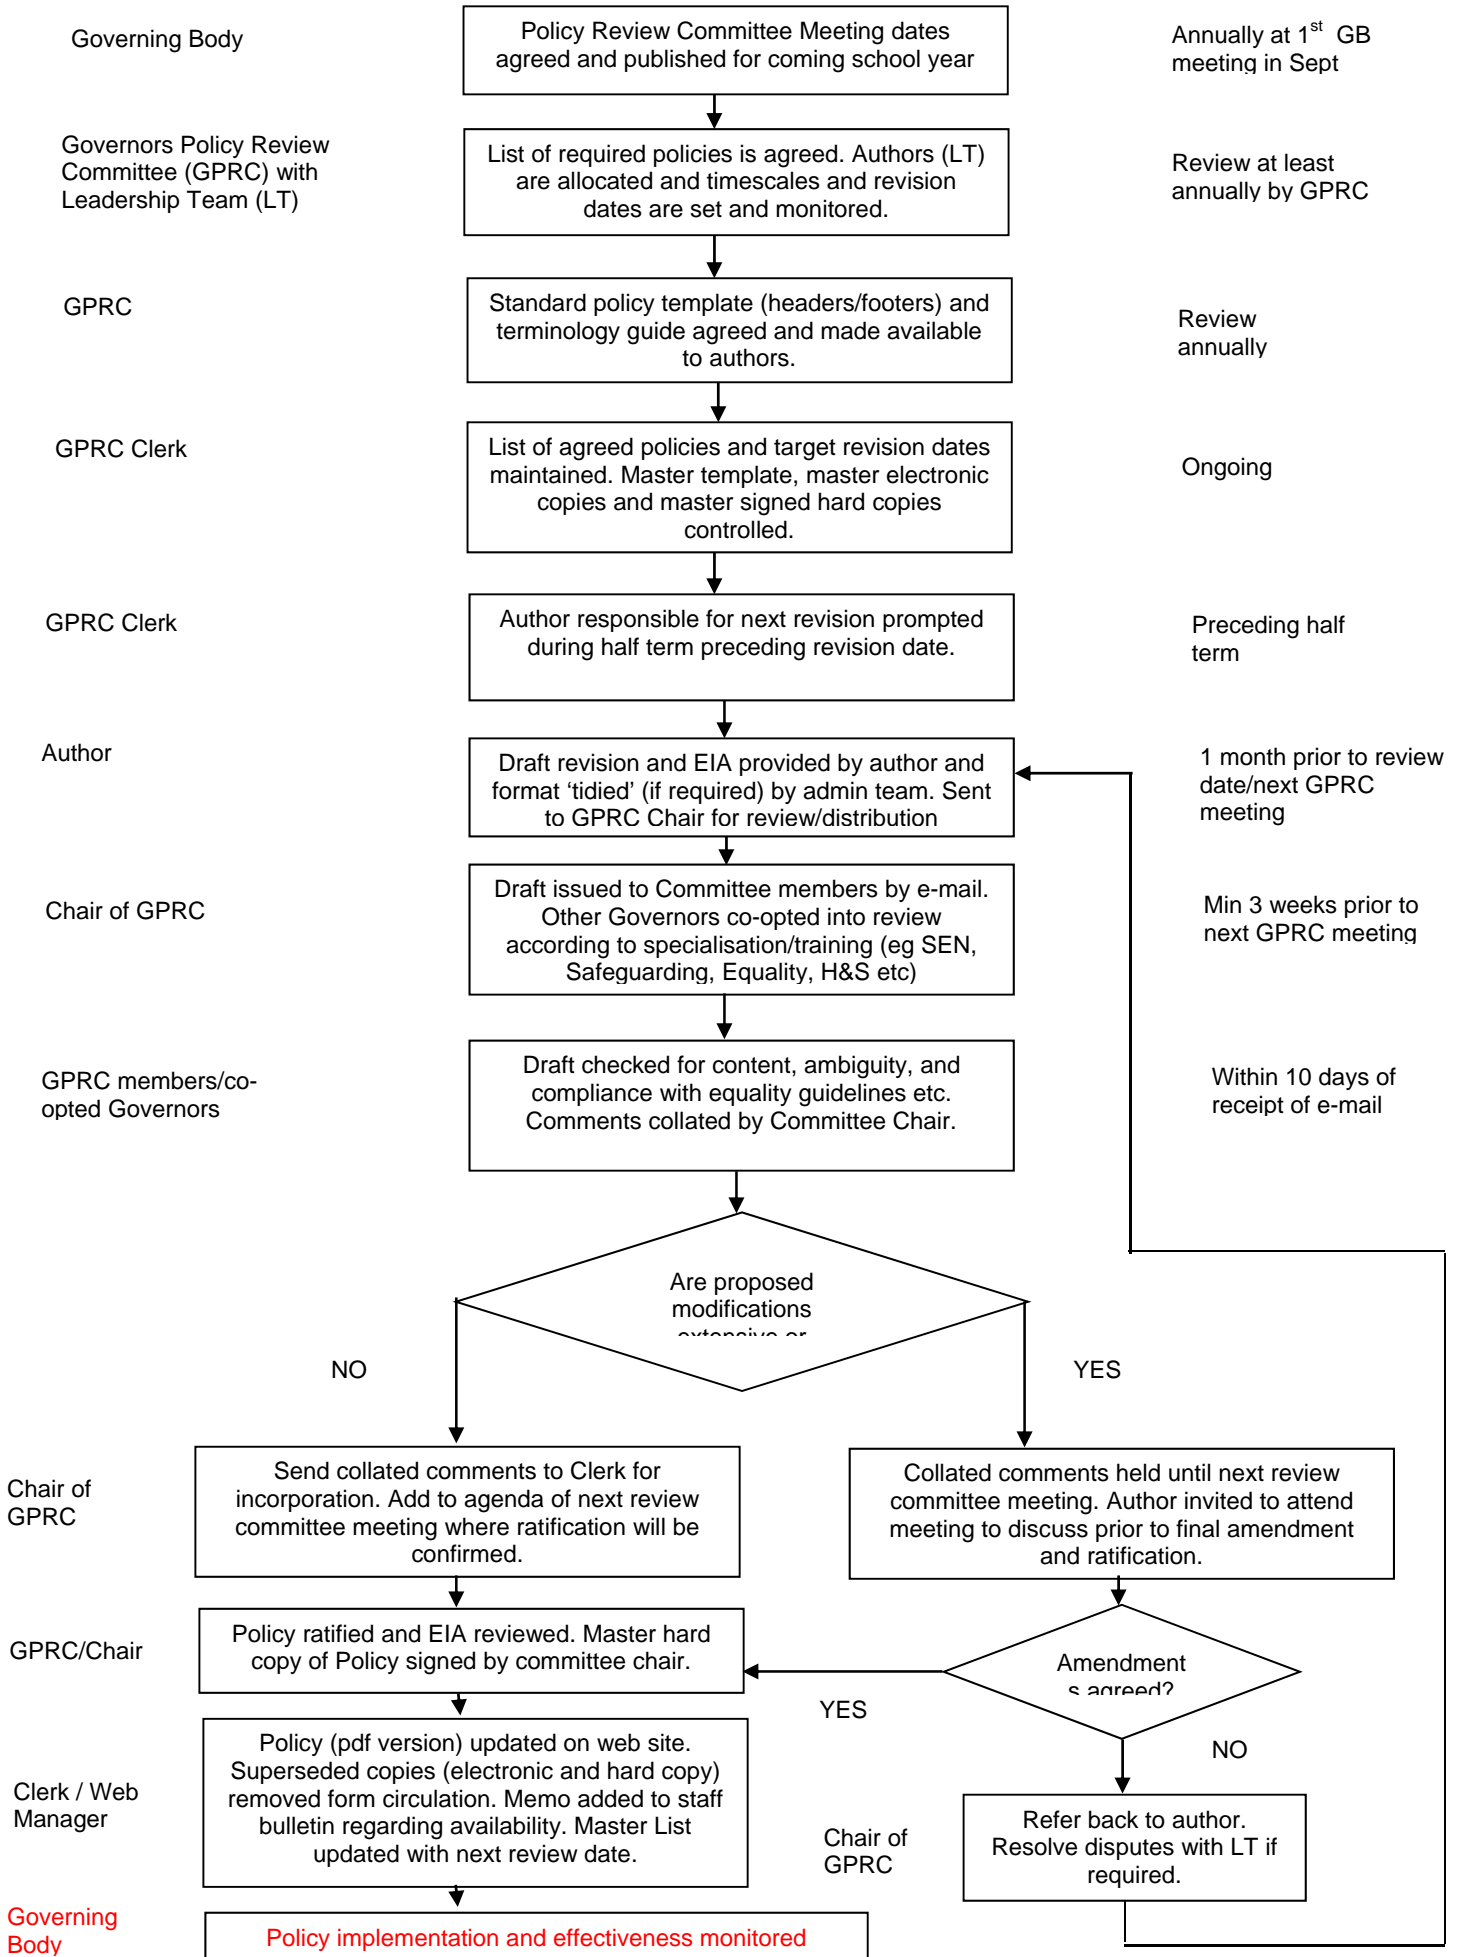 Governing Body
Policy Review Committee Meeting dates
agreed and published for coming school year
Annually at 1st GB
meeting in Sept
Governors Policy Review
Committee (GPRC) with
Leadership Team (LT)
List of required policies is agreed. Authors (LT)
are allocated and timescales and revision
dates are set and monitored.
Review at least
annually by GPRC
GPRC
Standard policy template (headers/footers) and
terminology guide agreed and made available
to authors.
Review
annually
GPRC Clerk
List of agreed policies and target revision dates
maintained. Master template, master electronic
copies and master signed hard copies
controlled.
Ongoing
GPRC Clerk
Author responsible for next revision prompted
during half term preceding revision date.
Preceding half
term
Author
Draft revision and EIA provided by author and
format ‘tidied’ (if required) by admin team. Sent
to GPRC Chair for review/distribution
1 month prior to review
date/next GPRC
meeting
Chair of GPRC
Draft issued to Committee members by e-mail.
Other Governors co-opted into review
according to specialisation/training (eg SEN,
Safeguarding, Equality, H&S etc)
Min 3 weeks prior to
next GPRC meeting
GPRC members/co-
opted Governors
Draft checked for content, ambiguity, and
compliance with equality guidelines etc.
Comments collated by Committee Chair.
Within 10 days of
receipt of e-mail
Are proposed
modifications
extensive or
NO
YES
Chair of
GPRC
Send collated comments to Clerk for
incorporation. Add to agenda of next review
committee meeting where ratification will be
confirmed.
Collated comments held until next review
committee meeting. Author invited to attend
meeting to discuss prior to final amendment
and ratification.
GPRC/Chair
Policy ratified and EIA reviewed. Master hard
copy of Policy signed by committee chair.
Amendment
s agreed?
YES
NO
Clerk / Web
Manager
Policy (pdf version) updated on web site.
Superseded copies (electronic and hard copy)
removed form circulation. Memo added to staff
bulletin regarding availability. Master List
updated with next review date.
Chair of
GPRC
Refer back to author.
Resolve disputes with LT if
required.
Governing
Body
Policy implementation and effectiveness monitored